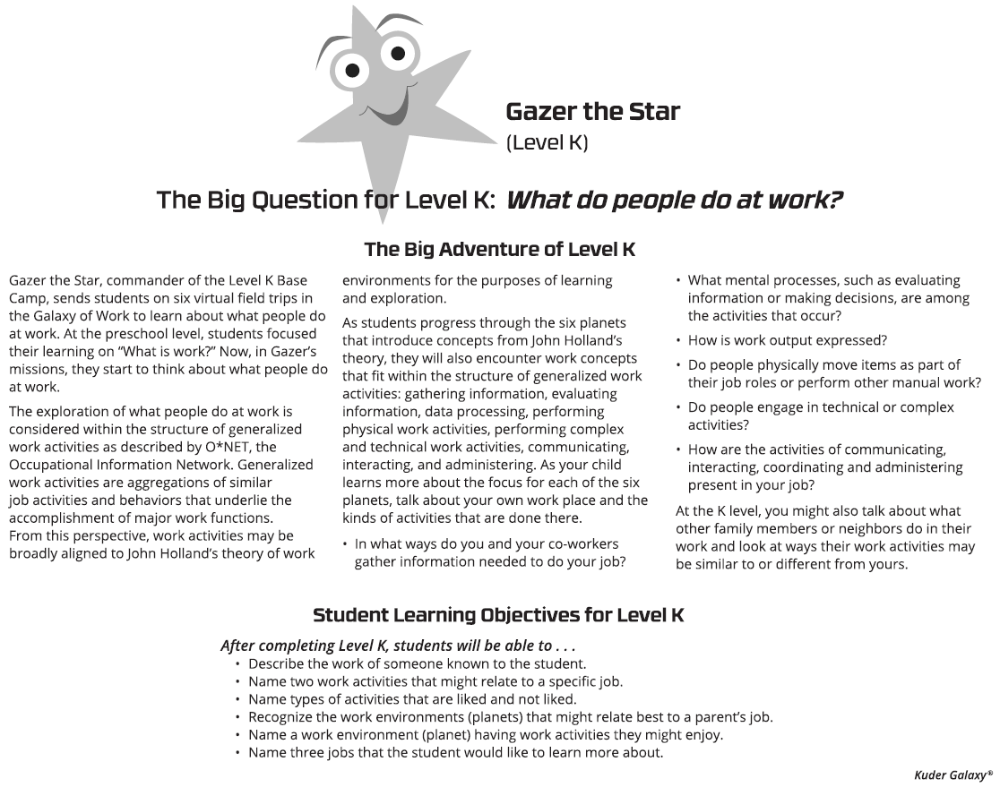 Gazer the Star
(Level K)
The Big Question for Level K: What do people do at work?
The Big Adventure of Level K
Gazer the Star, commander of the Level K Base
Camp, sends students on six virtual field trips in
the Galaxy of Work to learn about what people do
at work. At the preschool level, students focused
their learning on “What is work?” Now, in Gazer’s
missions, they start to think about what people do
at work.
The exploration of what people do at work is
considered within the structure of generalized
work activities as described by O*NET, the
Occupational Information Network. Generalized
work activities are aggregations of similar
job activities and behaviors that underlie the
accomplishment of major work functions.
From this perspective, work activities may be
broadly aligned to John Holland’s theory of work
environments for the purposes of learning
and exploration.
As students progress through the six planets
that introduce concepts from John Holland’s
theory, they will also encounter work concepts
that fit within the structure of generalized work
activities: gathering information, evaluating
information, data processing, performing
physical work activities, performing complex
and technical work activities, communicating,
interacting, and administering. As your child
learns more about the focus for each of the six
planets, talk about your own work place and the
kinds of activities that are done there.
• In what ways do you and your co-workers
gather information needed to do your job?
• What mental processes, such as evaluating
information or making decisions, are among
the activities that occur?
• How is work output expressed?
• Do people physically move items as part of
their job roles or perform other manual work?
• Do people engage in technical or complex
activities?
• How are the activities of communicating,
interacting, coordinating and administering
present in your job?
At the K level, you might also talk about what
other family members or neighbors do in their
work and look at ways their work activities may
be similar to or different from yours.
Student Learning Objectives for Level K
After completing Level K, students will be able to . . .
• Describe the work of someone known to the student.
• Name two work activities that might relate to a specific job.
• Name types of activities that are liked and not liked.
• Recognize the work environments (planets) that might relate best to a parent’s job.
• Name a work environment (planet) having work activities they might enjoy.
• Name three jobs that the student would like to learn more about.
Kuder Galaxy®